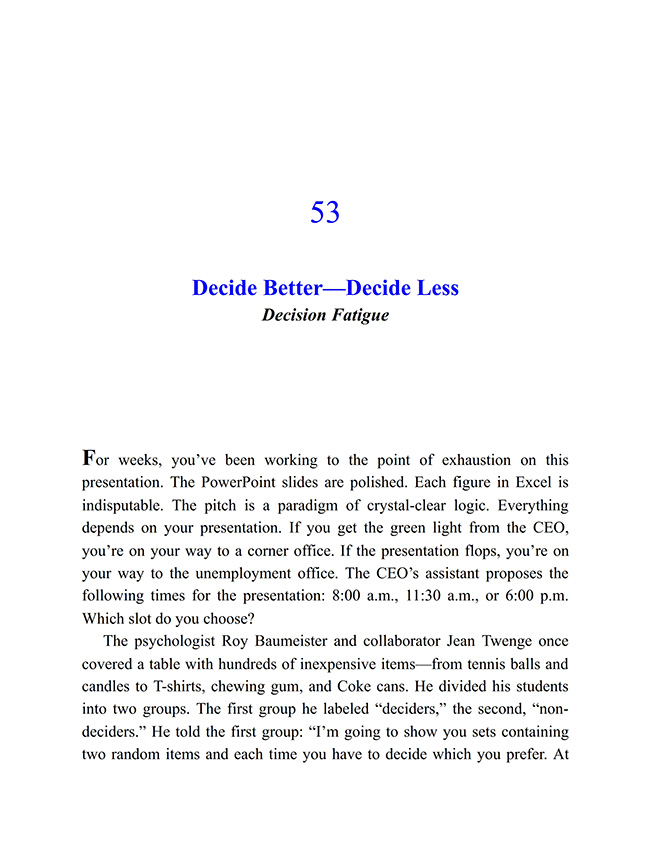 53
Decide Better—Decide Less
Decision Fatigue
For weeks, you’ve been working to the point of exhaustion on this
presentation. The PowerPoint slides are polished. Each figure in Excel is
indisputable. The pitch is a paradigm of crystal-clear logic. Everything
depends on your presentation. If you get the green light from the CEO,
you’re on your way to a corner office. If the presentation flops, you’re on
your way to the unemployment office. The CEO’s assistant proposes the
following times for the presentation: 8:00 a.m., 11:30 a.m., or 6:00 p.m.
Which slot do you choose?
The psychologist Roy Baumeister and collaborator Jean Twenge once
covered a table with hundreds of inexpensive items—from tennis balls and
candles to T-shirts, chewing gum, and Coke cans. He divided his students
into two groups. The first group he labeled “deciders,” the second, “non-
deciders.” He told the first group: “I’m going to show you sets containing
two random items and each time you have to decide which you prefer. At